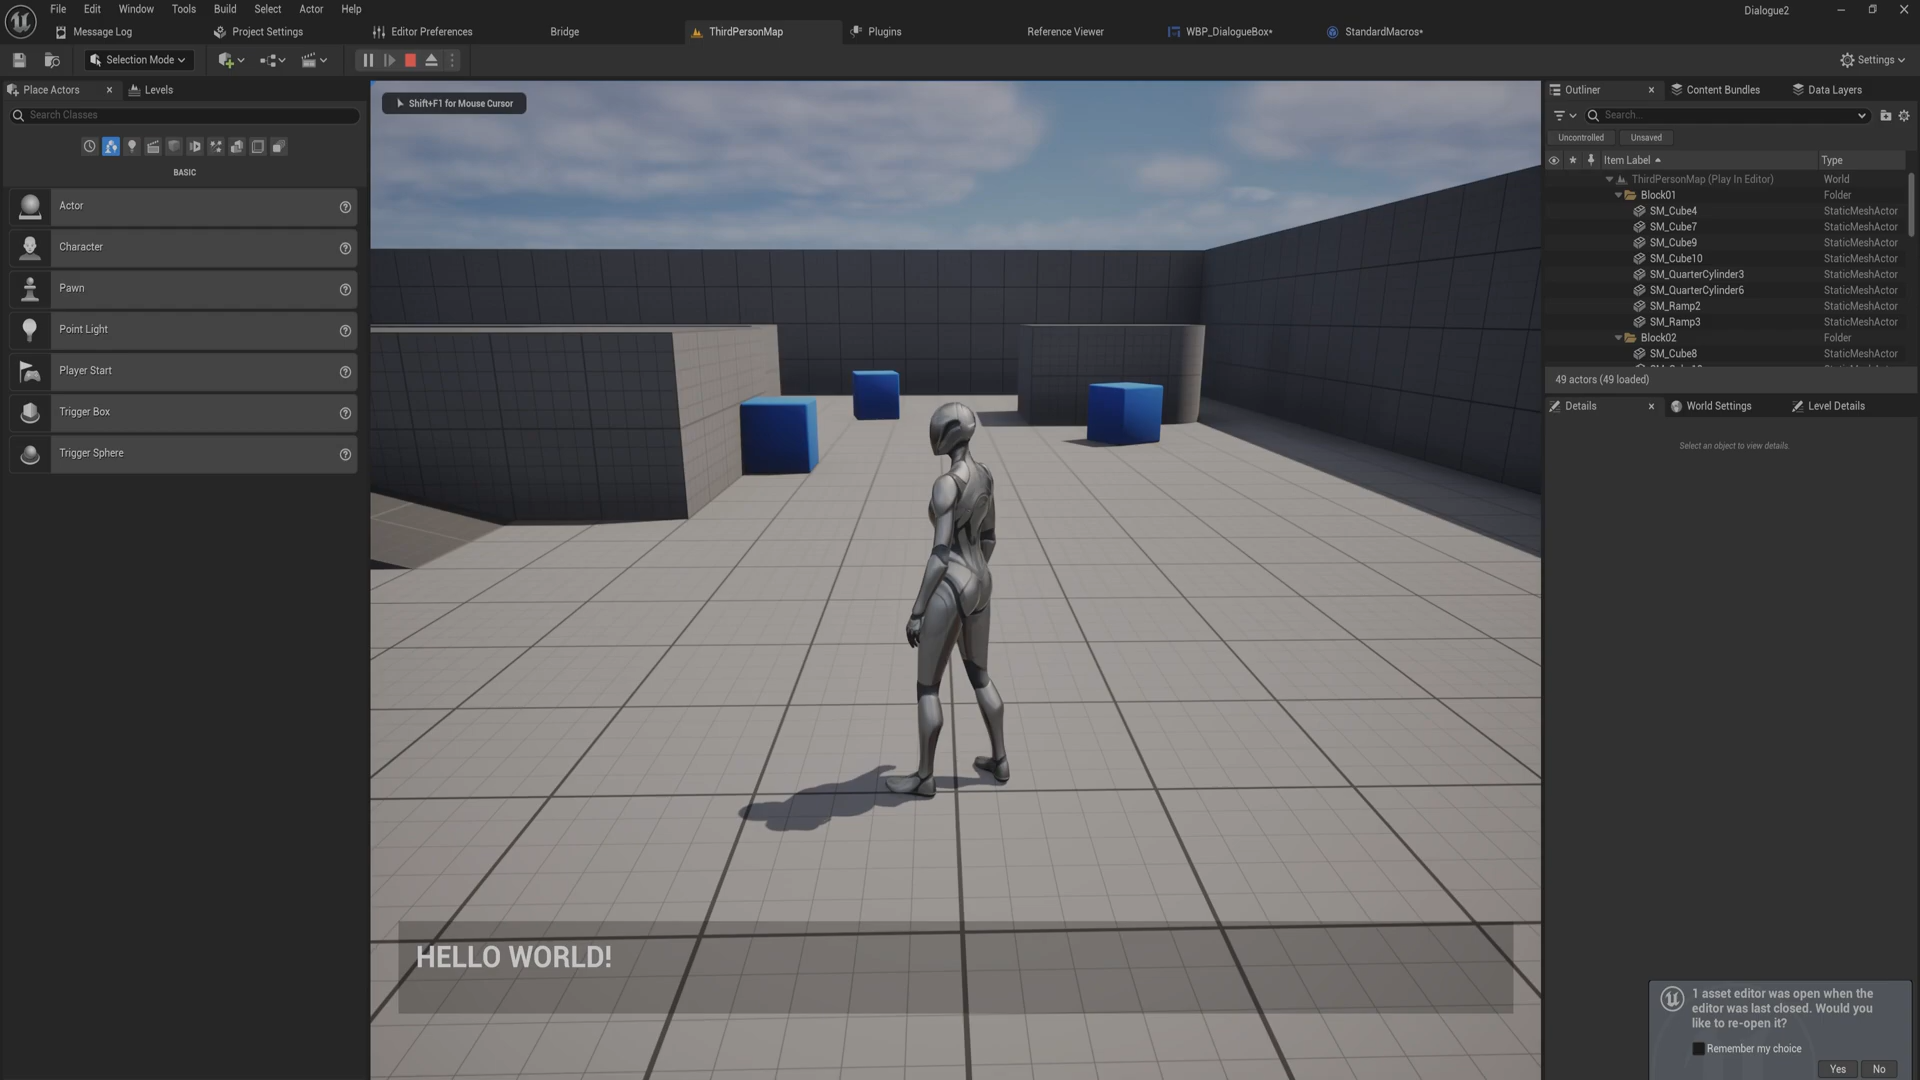 File Edit Window Tools Build Select Actor Help
Dialogue2
Message Log Project Settings Editor Preferences Bridge ThirdPersonMap Plugins Reference Viewer WBP_DialogueBox* StandardMacros*
Selection Mode
Settings
Place Actors
Levels
Search Classes
BASIC
Actor
Character
Pawn
Point Light
Player Start
Trigger Box
Trigger Sphere
Shift+F1 for Mouse Cursor
HELLO WORLD!
Outliner Content Bundles Data Layers
Search...
Uncontrolled Unsaved
Item Label Type
ThirdPersonMap (Play In Editor) World
Block01 Folder
SM_Cube4 StaticMeshActor
SM_Cube7 StaticMeshActor
SM_Cube9 StaticMeshActor
SM_Cube10 StaticMeshActor
SM_QuarterCylinder3 StaticMeshActor
SM_QuarterCylinder6 StaticMeshActor
SM_Ramp2 StaticMeshActor
SM_Ramp3 StaticMeshActor
Block02 Folder
SM_Cube8 StaticMeshActor
49 actors (49 loaded)
Details World Settings Level Details
Select an object to view details.
1 asset editor was open when the
editor was last closed. Would you
like to re-open it?
Remember my choice
Yes No